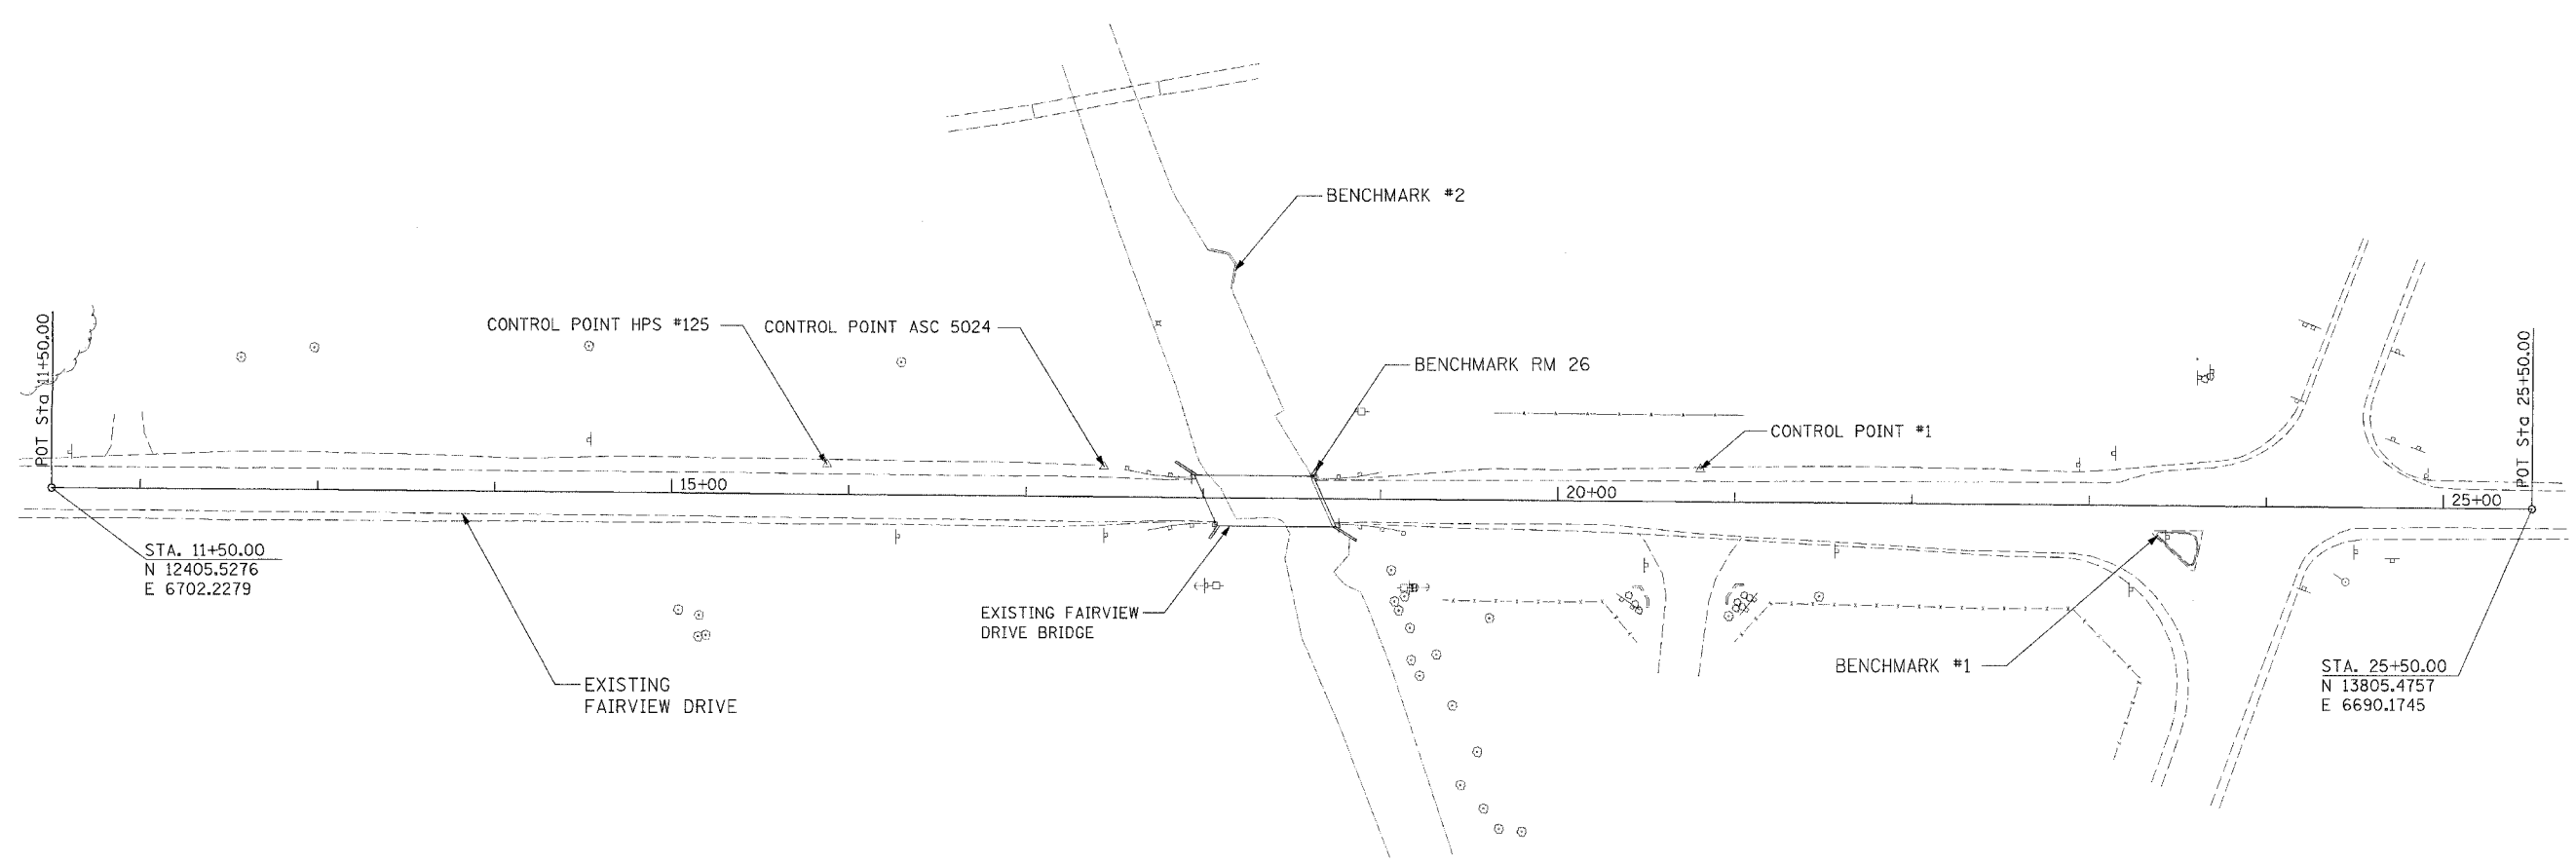 BENCHMARK #2
CONTROL POINT HPS #125
CONTROL POINT ASC 5024
BENCHMARK RM 26
CONTROL POINT #1
POT Sta 11+50.00
POT Sta 25+50.00
15+00
20+00
25+00
STA. 11+50.00
N 12405.5276
E 6702.2279
EXISTING FAIRVIEW
DRIVE BRIDGE
EXISTING
FAIRVIEW DRIVE
BENCHMARK #1
STA. 25+50.00
N 13805.4757
E 6690.1745